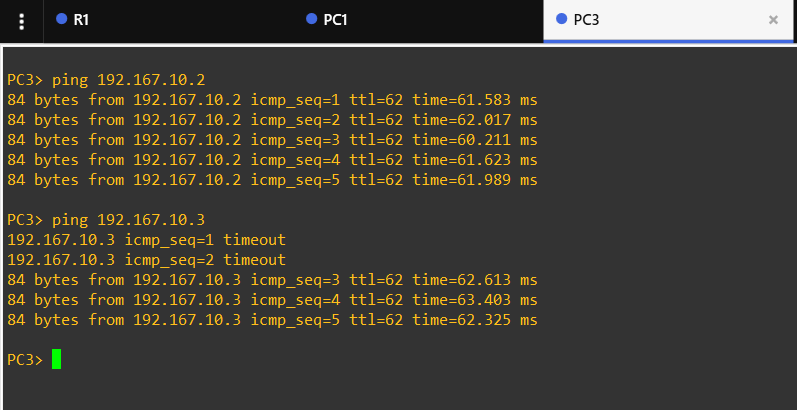 R1
PC1
PC3
PC3> ping 192.167.10.2
84 bytes from 192.167.10.2 icmp_seq=1 ttl=62 time=61.583 ms
84 bytes from 192.167.10.2 icmp_seq=2 ttl=62 time=62.017 ms
84 bytes from 192.167.10.2 icmp_seq=3 ttl=62 time=60.211 ms
84 bytes from 192.167.10.2 icmp_seq=4 ttl=62 time=61.623 ms
84 bytes from 192.167.10.2 icmp_seq=5 ttl=62 time=61.989 ms
PC3> ping 192.167.10.3
192.167.10.3 icmp_seq=1 timeout
192.167.10.3 icmp_seq=2 timeout
84 bytes from 192.167.10.3 icmp_seq=3 ttl=62 time=62.613 ms
84 bytes from 192.167.10.3 icmp_seq=4 ttl=62 time=63.403 ms
84 bytes from 192.167.10.3 icmp_seq=5 ttl=62 time=62.325 ms
PC3>